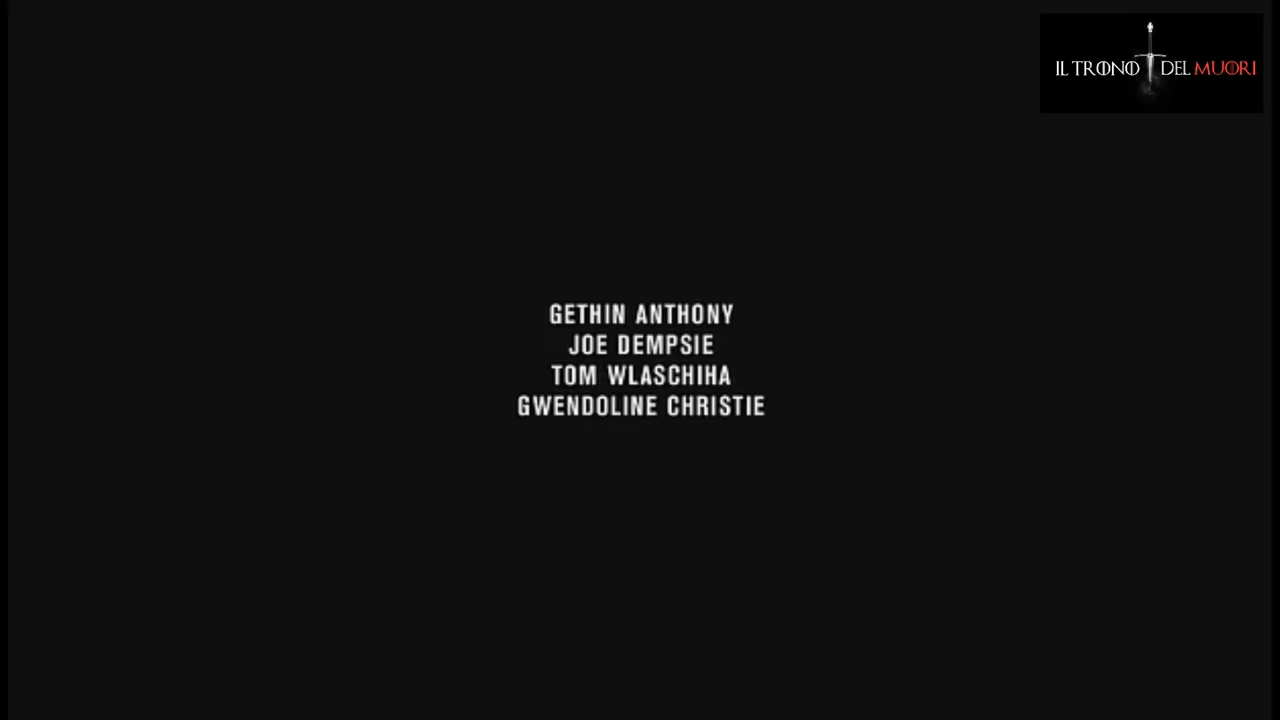 IL TRONO DEL MUORI
GETHIN ANTHONY
JOE DEMPSIE
TOM WLASCHIHA
GWENDOLINE CHRISTIE